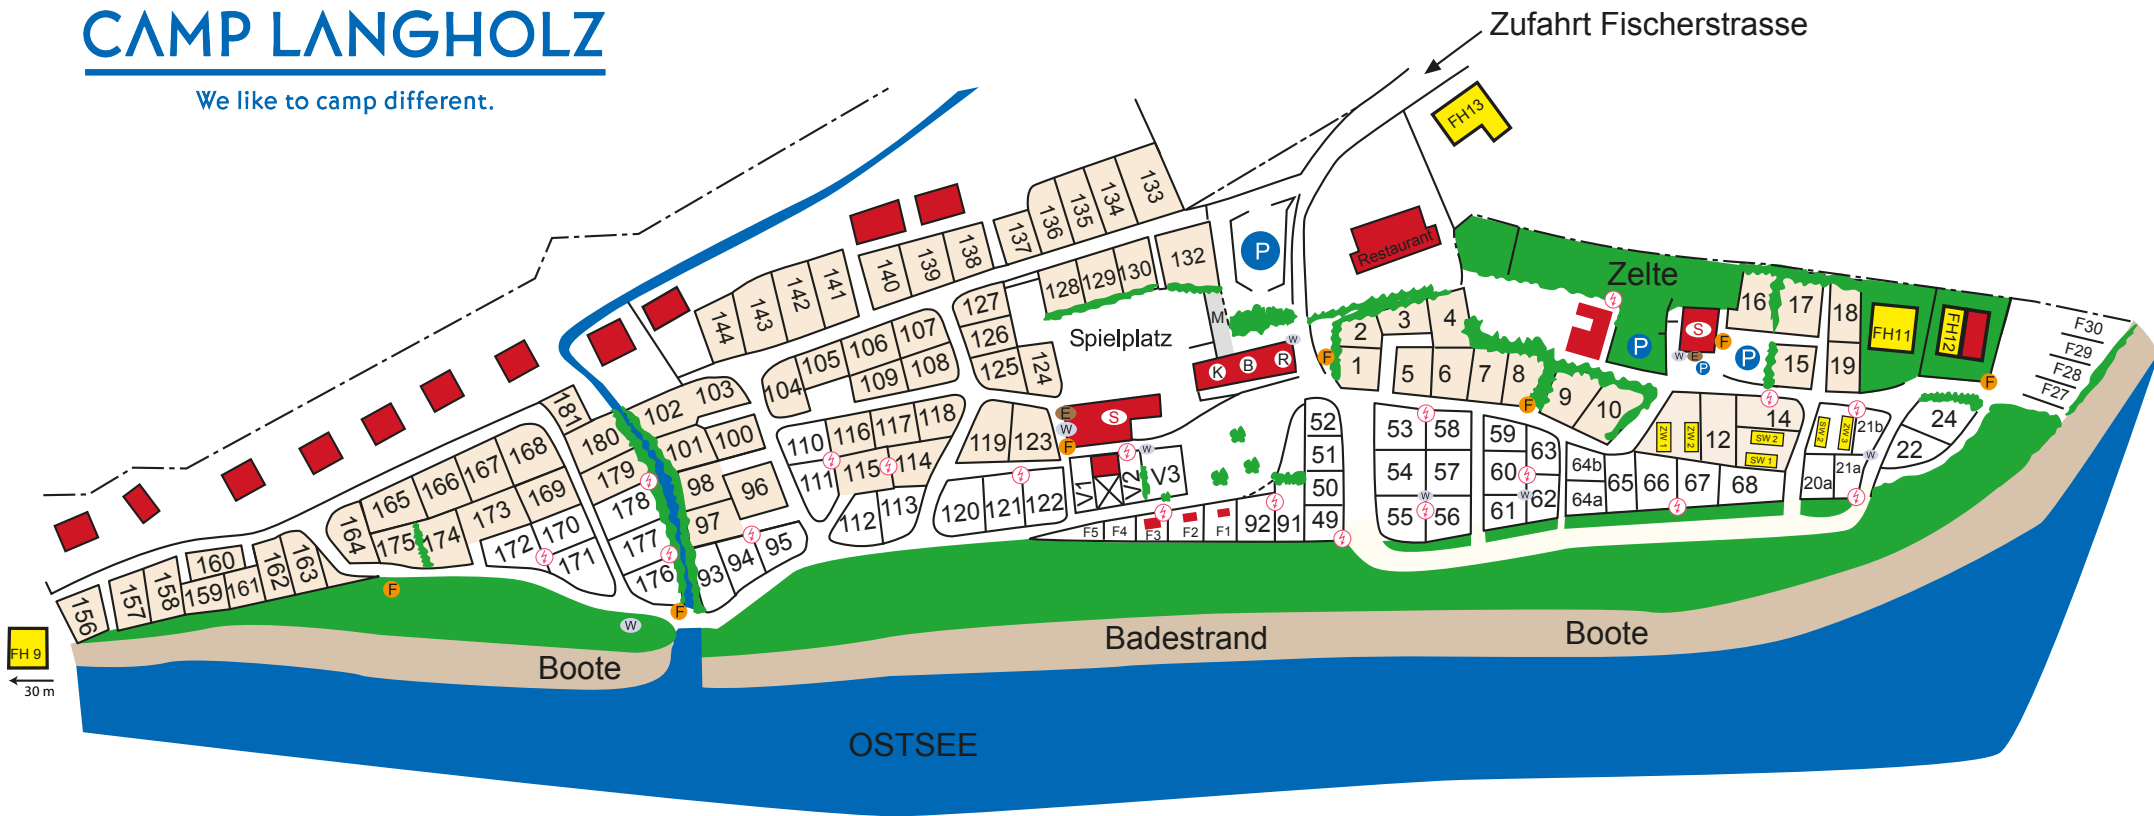 CAMP LANGHOLZ
We like to camp different.
Zufahrt Fischerstrasse
FH13
133
134
135
136
137
138
139
140
141
142
143
144
132
130
129
128
127
126
125
124
P
Restaurant
Zelte
Spielplatz
M
K
B
R
W
F
1
2
3
4
5
6
7
8
F
9
10
P
S
W
E
F
P
P
16
17
18
15
19
FH11
FH12
F
F30
F29
F28
F27
107
106
105
104
108
109
103
102
101
100
181
180
179
178
177
176
98
97
96
95
94
93
110
116
117
118
111
115
114
112
113
119
123
E
W
F
S
120
121
122
V1
V2
V3
W
F5
F4
F3
F2
F1
92
91
52
51
50
49
53
58
54
57
W
55
56
59
63
60
W
62
61
64b
64a
65
66
67
68
ZW 1
ZW 2
12
14
SW 2
SW 1
SW 2
ZW 3
21b
21a
20a
W
22
24
168
167
166
165
164
175
174
173
169
170
172
171
163
162
160
161
159
158
157
156
F
F
W
FH 9
30 m
Boote
Badestrand
Boote
OSTSEE